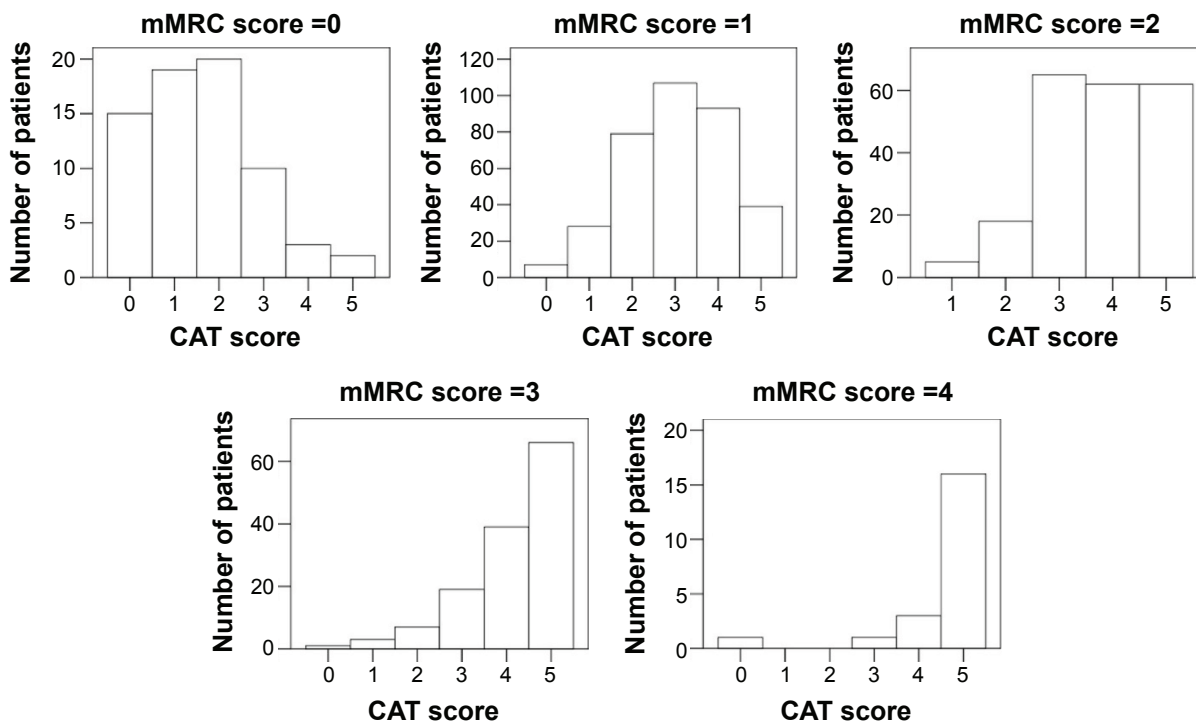 mMRC score =0
Number of patients
20
15
10
5
0
0 1 2 3 4 5
CAT score
mMRC score =1
Number of patients
120
100
80
60
40
20
0
0 1 2 3 4 5
CAT score
mMRC score =2
Number of patients
60
40
20
0
1 2 3 4 5
CAT score
mMRC score =3
Number of patients
60
40
20
0
0 1 2 3 4 5
CAT score
mMRC score =4
Number of patients
20
15
10
5
0
0 1 2 3 4 5
CAT score